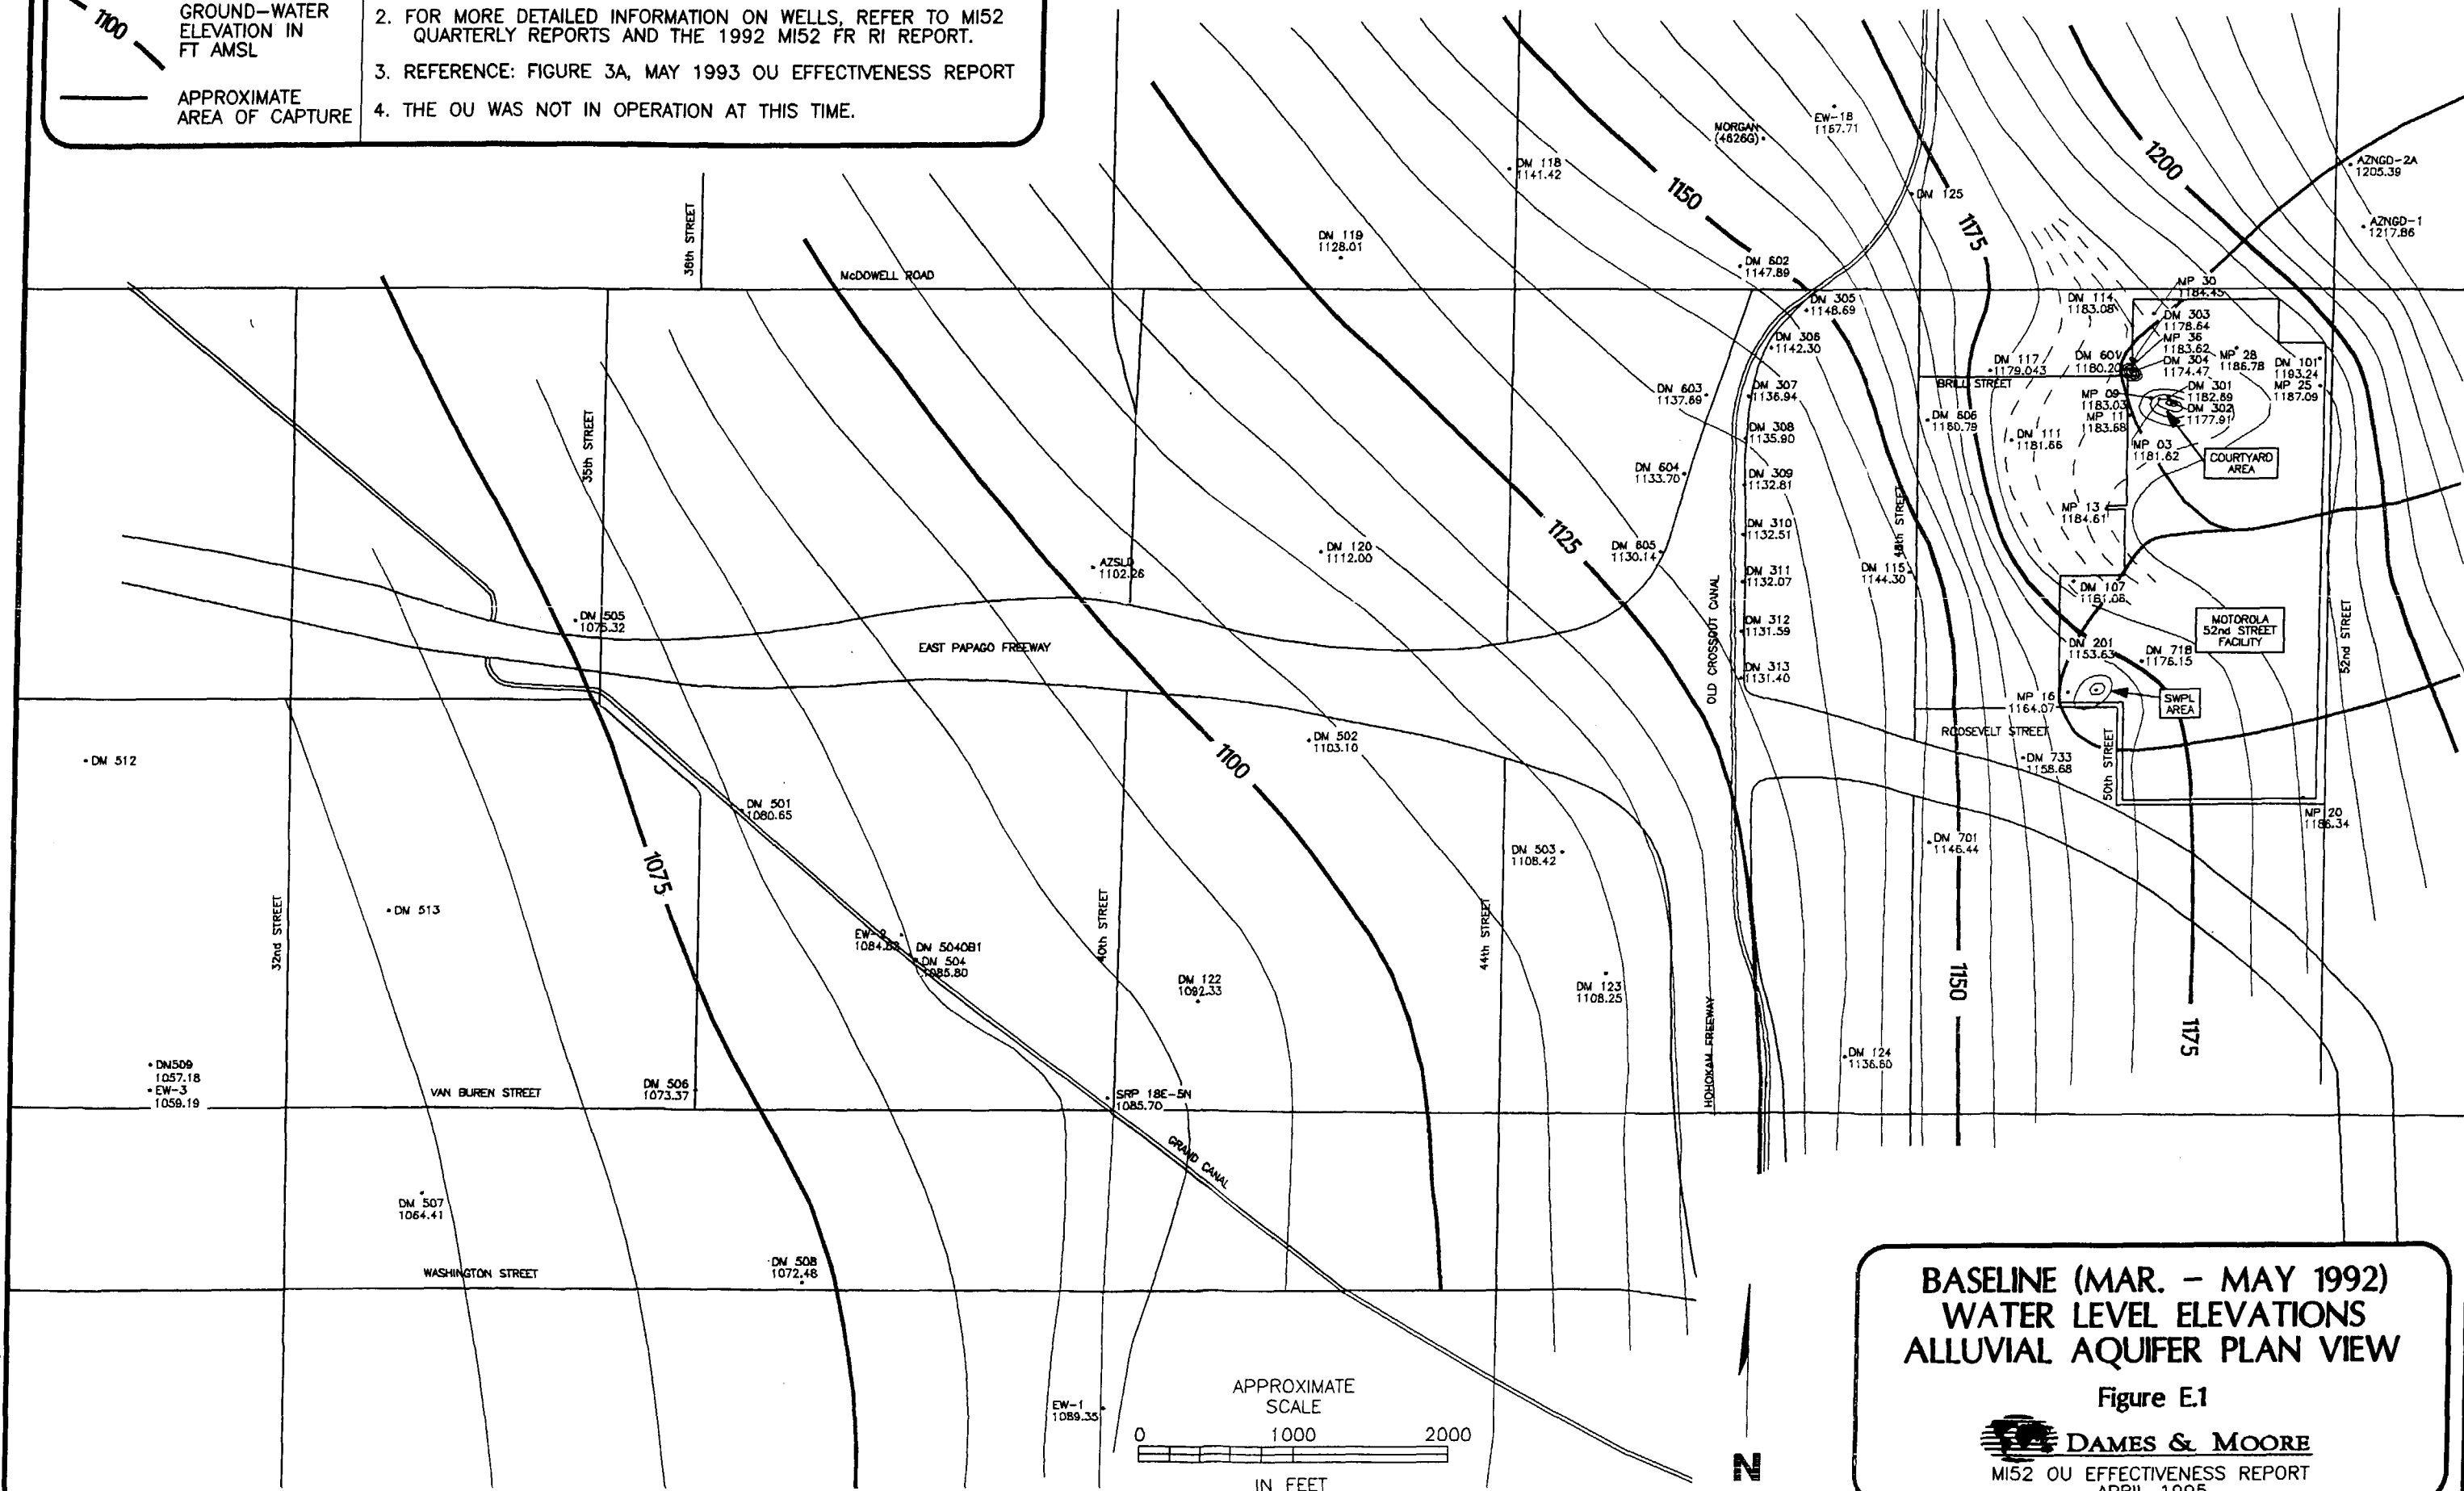 1100
GROUND-WATER
ELEVATION IN
FT AMSL
APPROXIMATE
AREA OF CAPTURE
2. FOR MORE DETAILED INFORMATION ON WELLS, REFER TO MI52
QUARTERLY REPORTS AND THE 1992 MI52 FR RI REPORT.
3. REFERENCE: FIGURE 3A, MAY 1993 OU EFFECTIVENESS REPORT
4. THE OU WAS NOT IN OPERATION AT THIS TIME.
EW-18
1167.71
MORGAN
(4626G)
DM 118
1141.42
1150
1200
AZNGD-2A
1205.39
DM 125
AZNGD-1
1217.86
1175
36th STREET
DM 119
1128.01
DM 602
1147.89
McDOWELL ROAD
MP 30
1184.45
DM 114
1183.08
DM 305
1148.69
DM 303
1178.64
DM 306
1142.30
MP 36
1183.62
MP 28
1186.78
DM 117
1179.043
DM 601
1180.20
DM 304
1174.47
DM 101
1193.24
BRILL STREET
DM 603
1137.69
DM 307
1136.94
MP 25
1187.09
DM 301
1182.69
MP 09
1183.03
DM 302
1177.91
MP 11
1183.68
DM 606
1160.79
DM 308
1135.90
DM 111
1181.66
MP 03
1181.62
COURTYARD
AREA
35th STREET
DM 604
1133.70
DM 309
1132.81
MP 13
1184.61
48th STREET
DM 310
1132.51
1125
DM 120
1112.00
DM 605
1130.14
AZSLD
1102.26
DM 311
1132.07
DM 115
1144.30
DM 107
1181.08
OLD CROSSCUT CANAL
DM 505
1075.32
DM 312
1131.59
MOTOROLA
52nd STREET
FACILITY
52nd STREET
EAST PAPAGO FREEWAY
DM 201
1153.63
DM 718
1176.15
DM 313
1131.40
MP 16
1164.07
SWPL
AREA
ROOSEVELT STREET
DM 502
1103.10
1100
DM 512
DM 733
1158.68
50th STREET
DM 501
1080.65
MP 20
1186.34
DM 701
1146.44
DM 503
1108.42
1075
DM 513
32nd STREET
40th STREET
44th STREET
EW-2
DM 504OB1
DM 504
1085.80
DM 122
1092.33
DM 123
1108.25
1150
1175
HOHOKAM FREEWAY
DM 124
1136.60
DM509
1057.18
EW-3
1059.19
VAN BUREN STREET
DM 506
1073.37
SRP 18E-5N
1085.70
GRAND CANAL
DM 507
1064.41
DM 508
1072.48
WASHINGTON STREET
EW-1
1089.35
APPROXIMATE
SCALE
0 1000 2000
IN FEET
N
BASELINE (MAR. - MAY 1992)
WATER LEVEL ELEVATIONS
ALLUVIAL AQUIFER PLAN VIEW
Figure E.1
DAMES & MOORE
MI52 OU EFFECTIVENESS REPORT
APRIL 1995